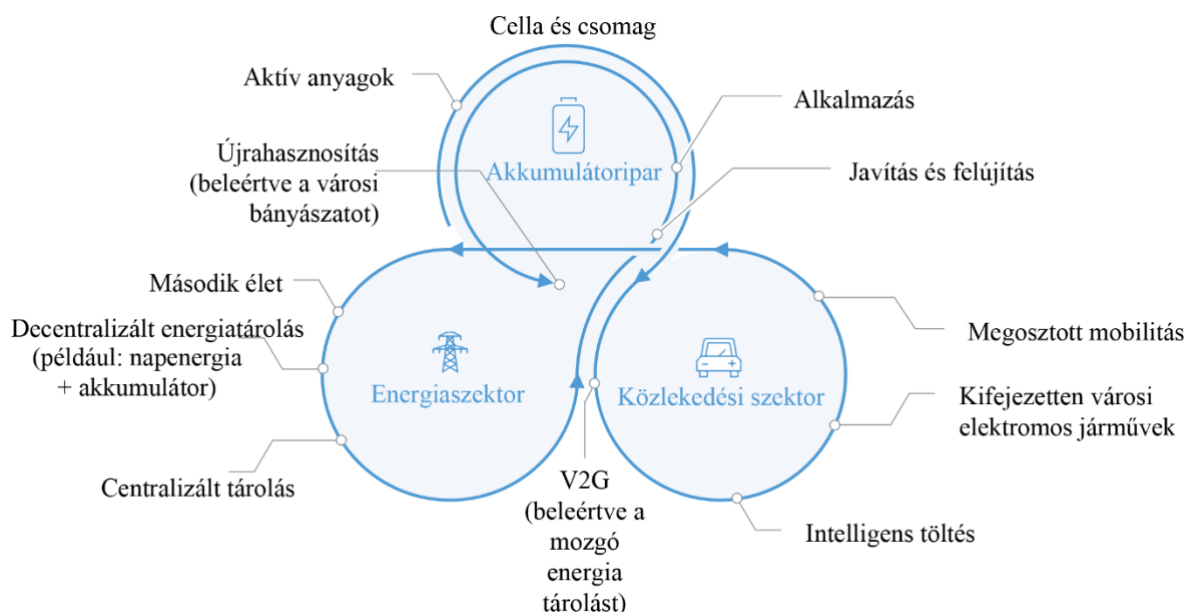 Cella és csomag
Aktív anyagok
Alkalmazás
Újrahasznosítás
(beleértve a városi
bányászatot)
Akkumulátoripar
Javítás és felújítás
Második élet
Decentralizált energiatárolás
(például: napenergia
+ akkumulátor)
Energiaszektor
Közlekedési szektor
Megosztott mobilitás
Kifejezetten városi
elektromos járművek
Centralizált tárolás
V2G
(beleértve a
mozgó
energia
tárolást)
Intelligens töltés